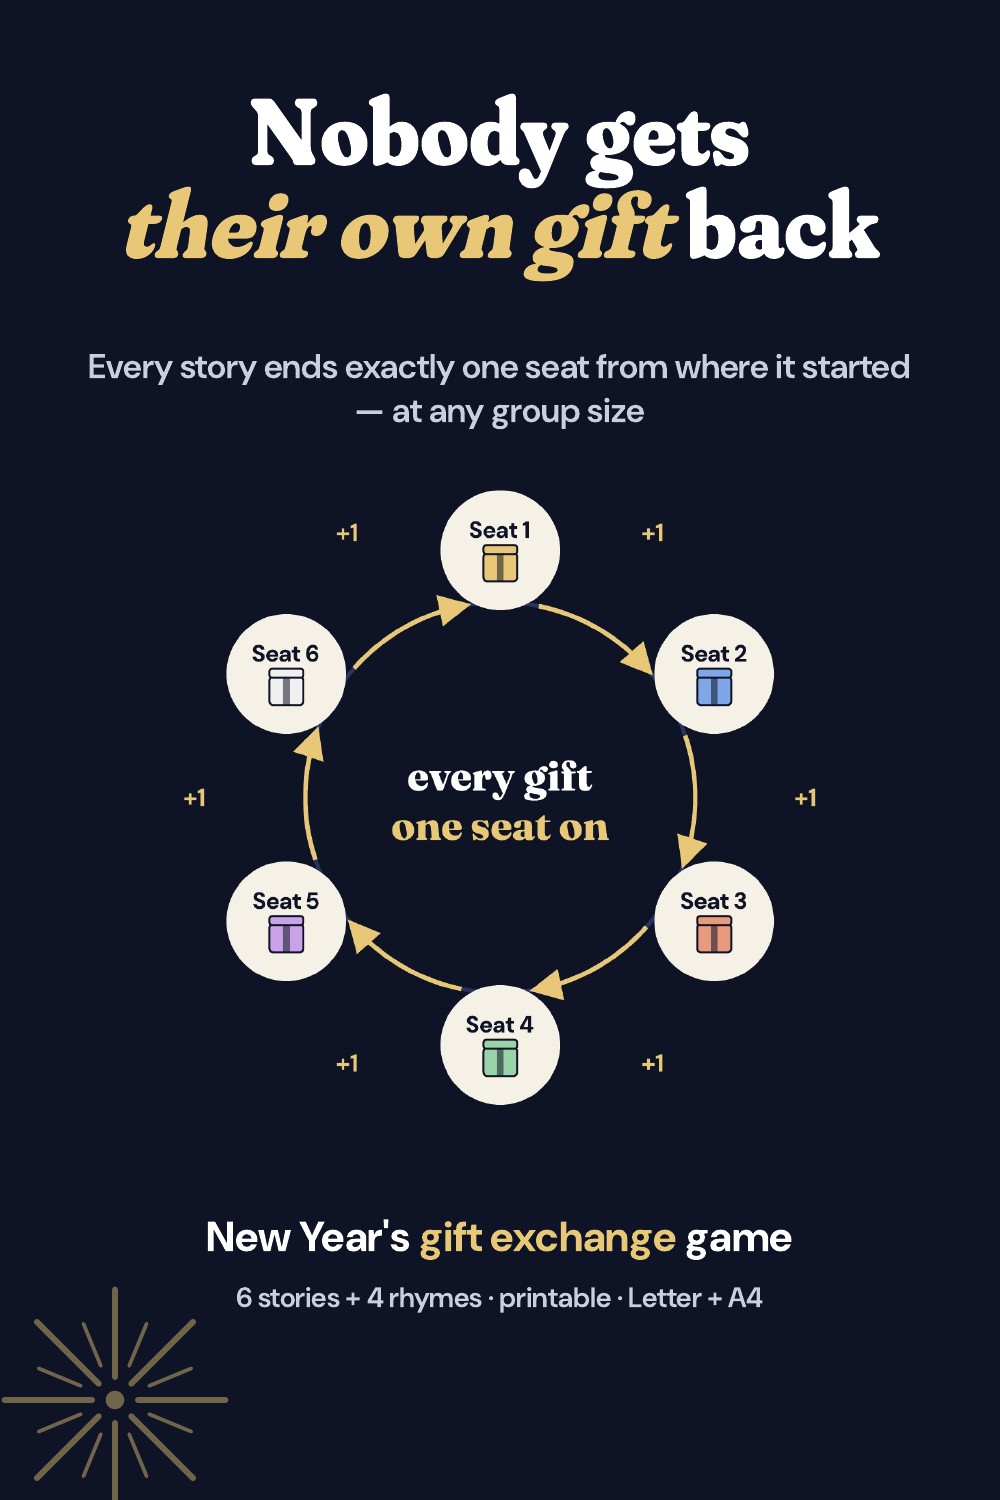 Nobody gets
their own gift back
Every story ends exactly one seat from where it started
— at any group size
+1
Seat 1
+1
Seat 6
Seat 2
every gift
+1
+1
one seat on
Seat 5
Seat 3
Seat 4
+1
+1
New Year's gift exchange game
6 stories + 4 rhymes · printable · Letter + A4